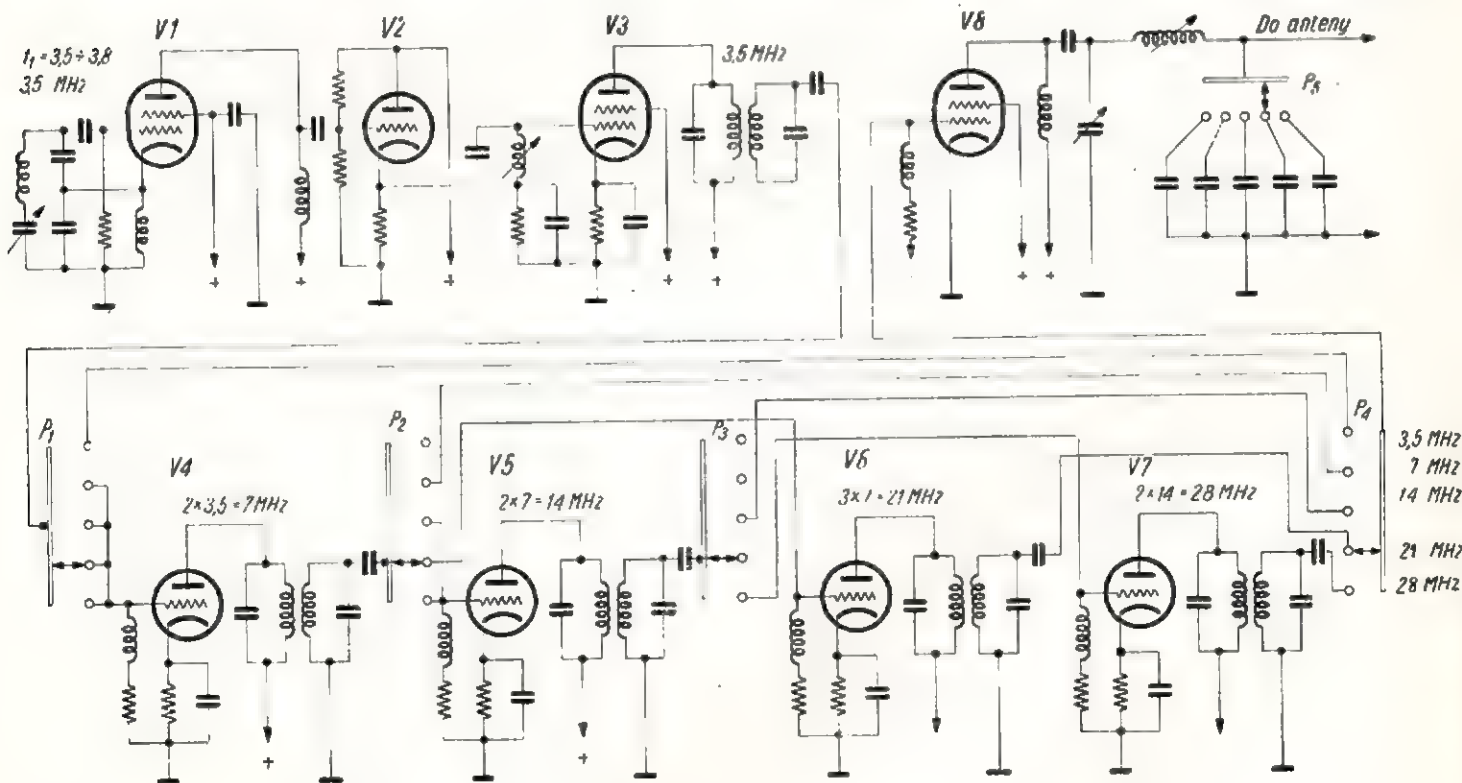 V1
f₁ = 3,5 ÷ 3,8
3,5 MHz
V2
V3
3,5 MHz
V8
Do anteny
P₅
+
+
+
+
+
+
+
P₁
V4
2×3,5 = 7MHz
P₂
V5
2×7 = 14 MHz
P₃
V6
3×7 = 21 MHz
V7
2×14 = 28 MHz
P₄
3,5 MHz
7 MHz
14 MHz
21 MHz
28 MHz
+
+